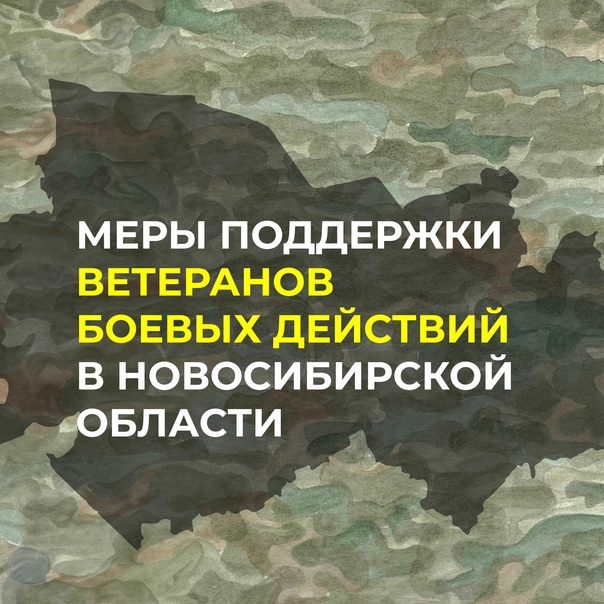 МЕРЫ ПОДДЕРЖКИ
ВЕТЕРАНОВ
БОЕВЫХ ДЕЙСТВИЙ
В НОВОСИБИРСКОЙ
ОБЛАСТИ